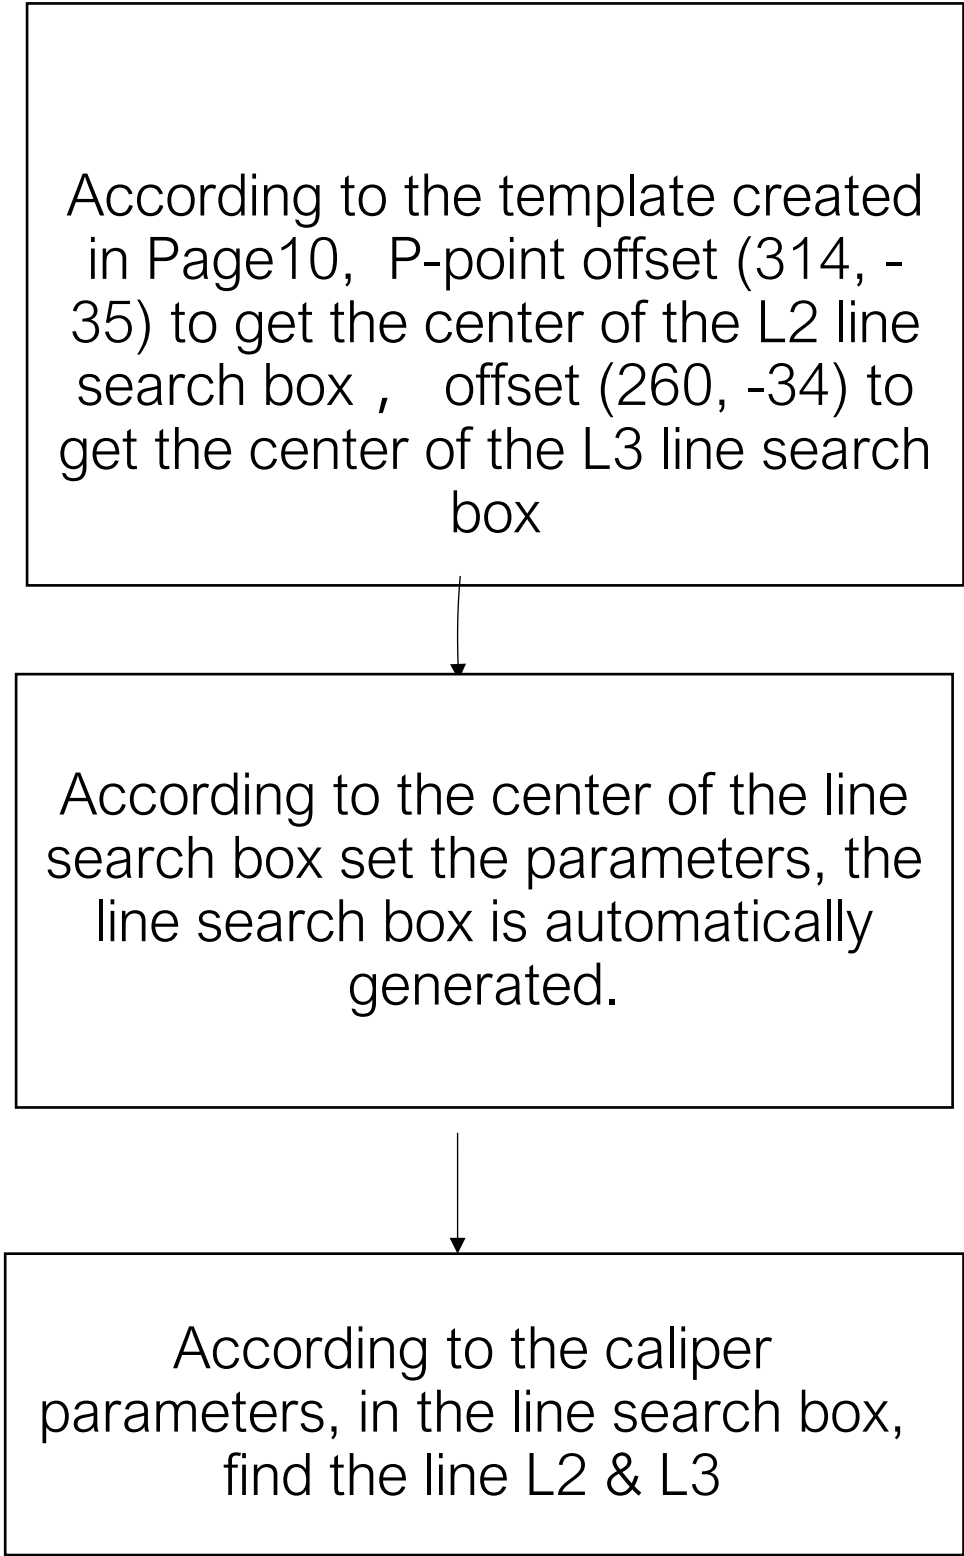 According to the template created
in Page10,  P-point offset (314, -
35) to get the center of the L2 line
search box ，  offset (260, -34) to
get the center of the L3 line search
box
According to the center of the line
search box set the parameters, the
line search box is automatically
generated.
According to the caliper
parameters, in the line search box,
find the line L2 & L3